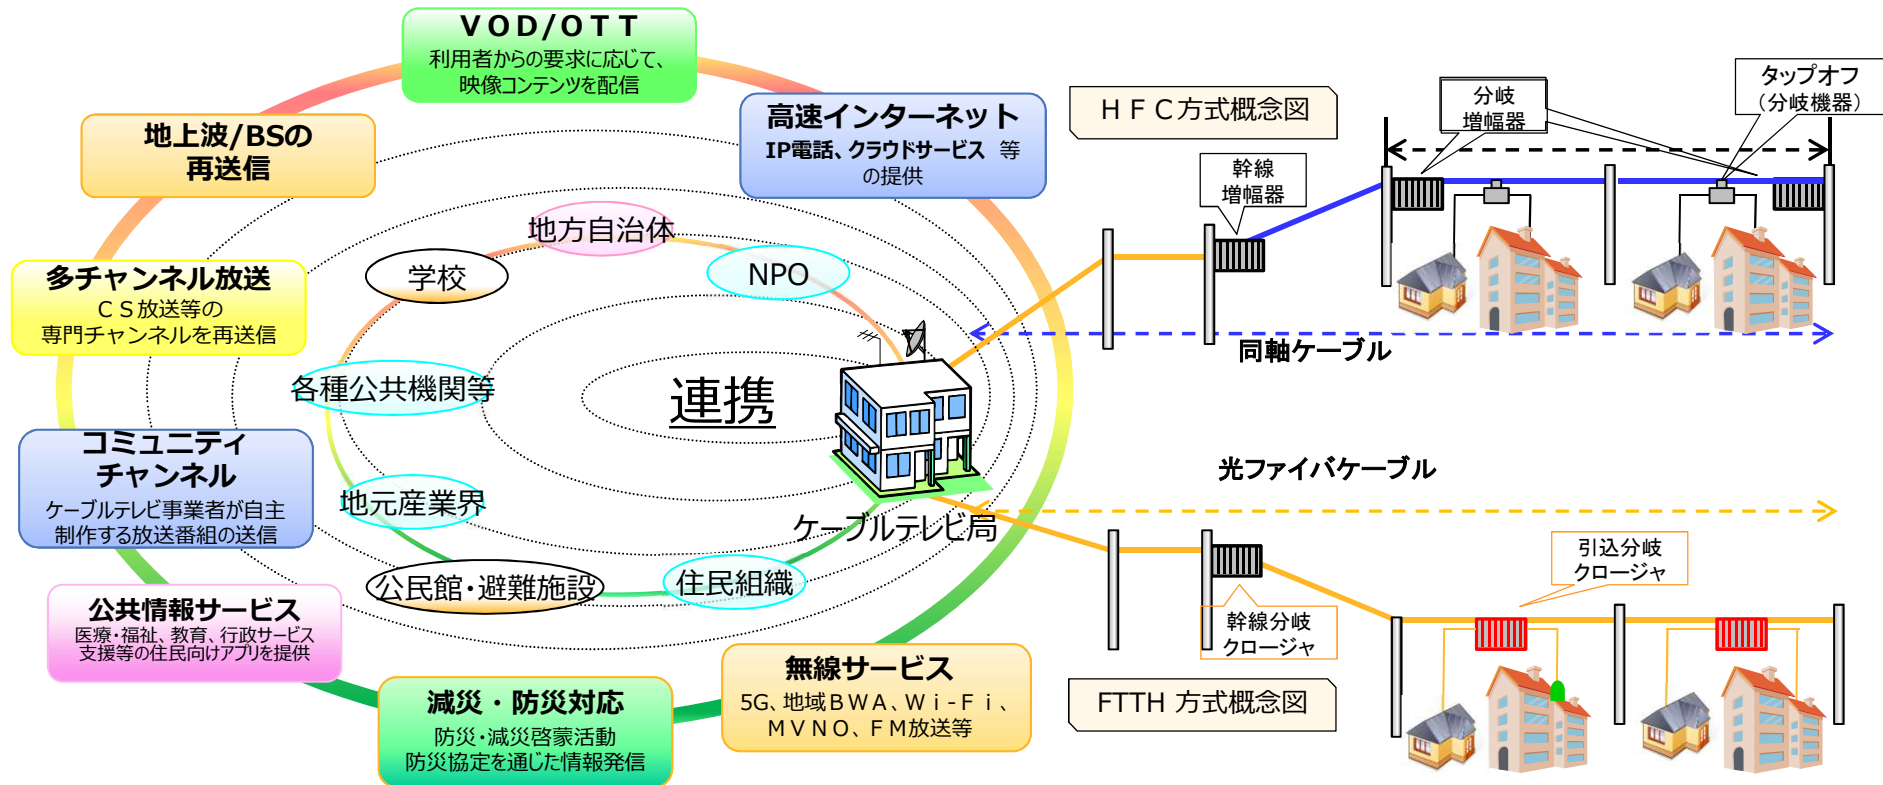 VOD/OTT
利用者からの要求に応じて、
映像コンテンツを配信
地上波/BSの
再送信
高速インターネット
IP電話、クラウドサービス 等
の提供
多チャンネル放送
CS放送等の
専門チャンネルを再送信
コミュニティ
チャンネル
ケーブルテレビ事業者が自主
制作する放送番組の送信
公共情報サービス
医療・福祉、教育、行政サービス
支援等の住民向けアプリを提供
減災・防災対応
防災・減災啓蒙活動
防災協定を通じた情報発信
無線サービス
5G、地域BWA、Wi-Fi、
MVNO、FM放送等
地方自治体
学校
NPO
各種公共機関等
連携
地元産業界
ケーブルテレビ局
公民館・避難施設
住民組織
HFC方式概念図
分岐
増幅器
タップオフ
(分岐機器)
幹線
増幅器
同軸ケーブル
光ファイバケーブル
引込分岐
クロージャ
幹線分岐
クロージャ
FTTH 方式概念図